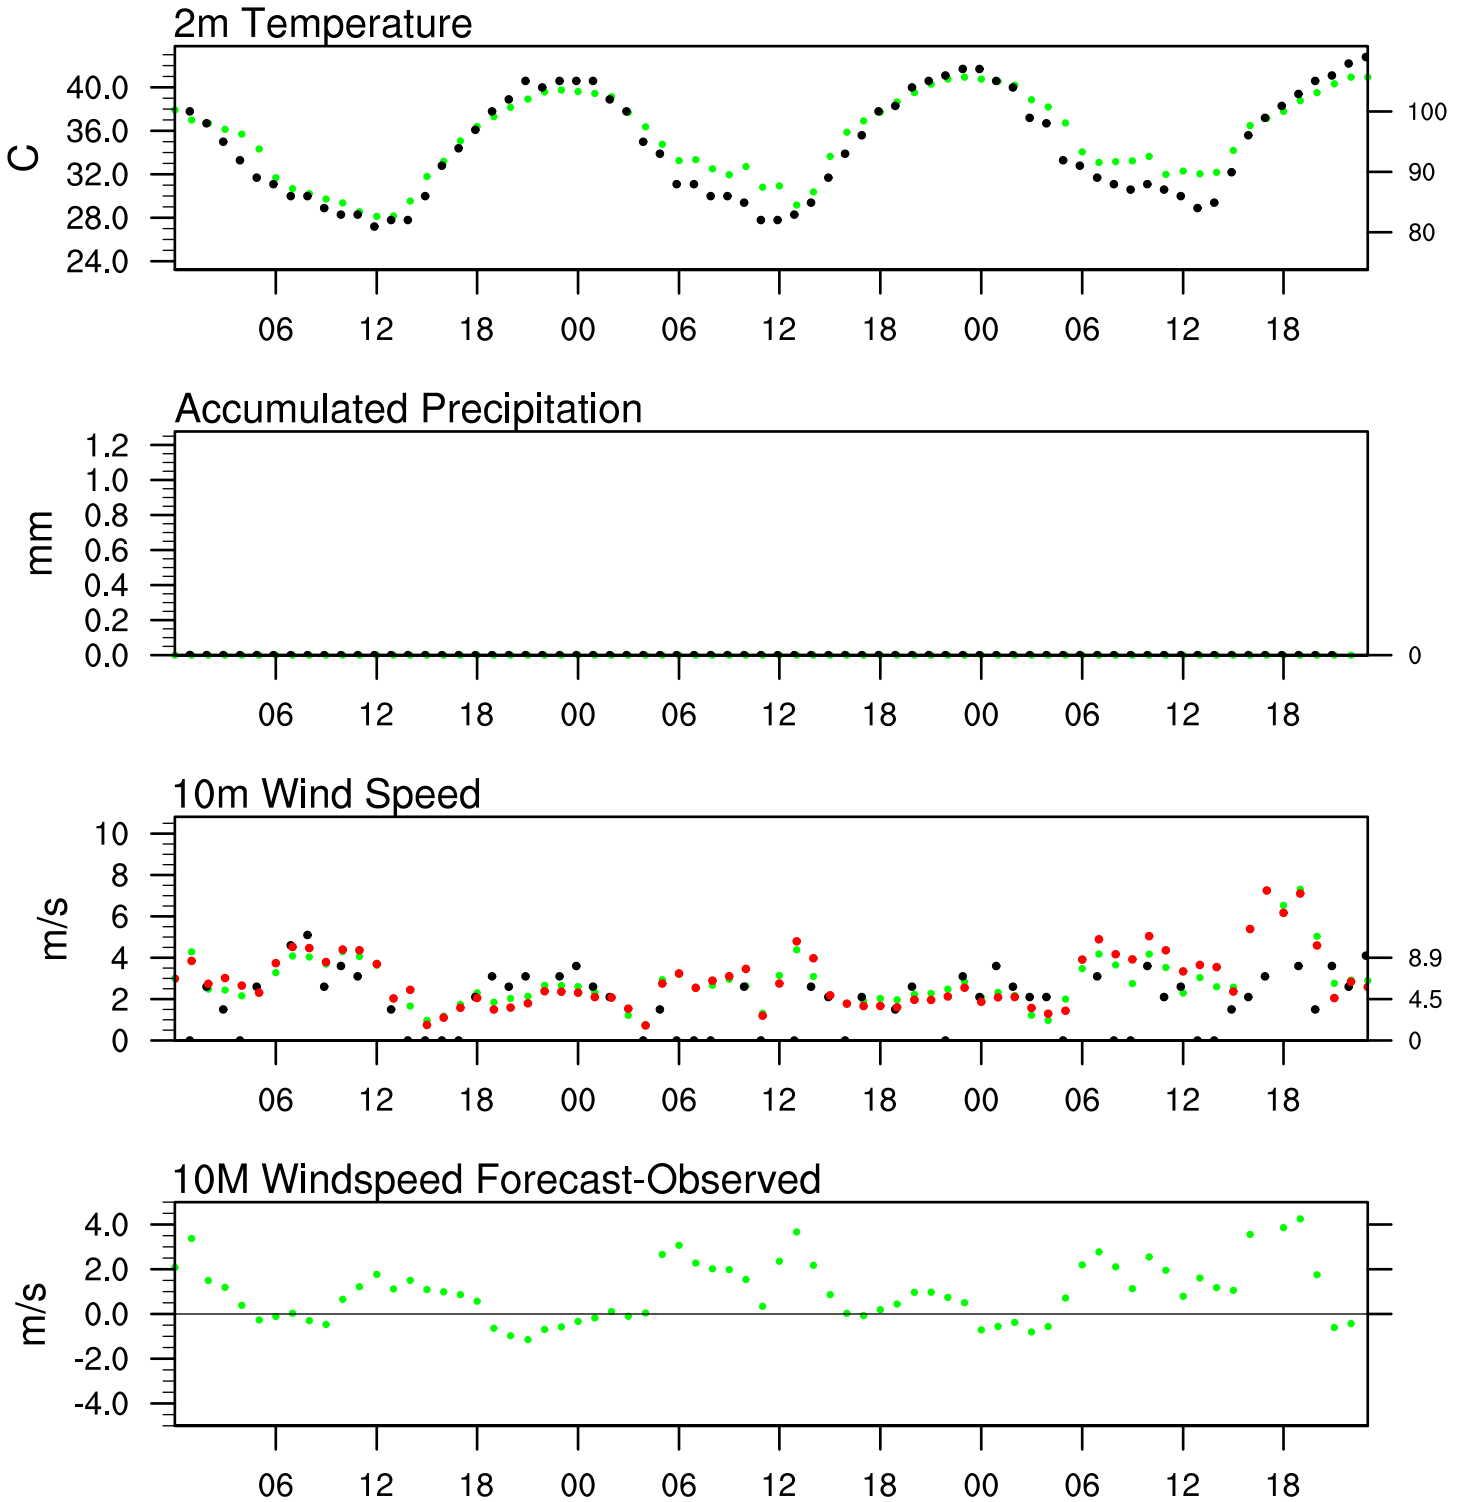 2m Temperature
40.0
36.0
32.0
28.0
24.0
C
100
90
80
06 12 18 00 06 12 18 00 06 12 18
Accumulated Precipitation
1.2
1.0
0.8
0.6
0.4
0.2
0.0
mm
0
06 12 18 00 06 12 18 00 06 12 18
10m Wind Speed
10
8
6
4
2
0
m/s
8.9
4.5
0
06 12 18 00 06 12 18 00 06 12 18
10M Windspeed Forecast-Observed
4.0
2.0
0.0
-2.0
-4.0
m/s
06 12 18 00 06 12 18 00 06 12 18